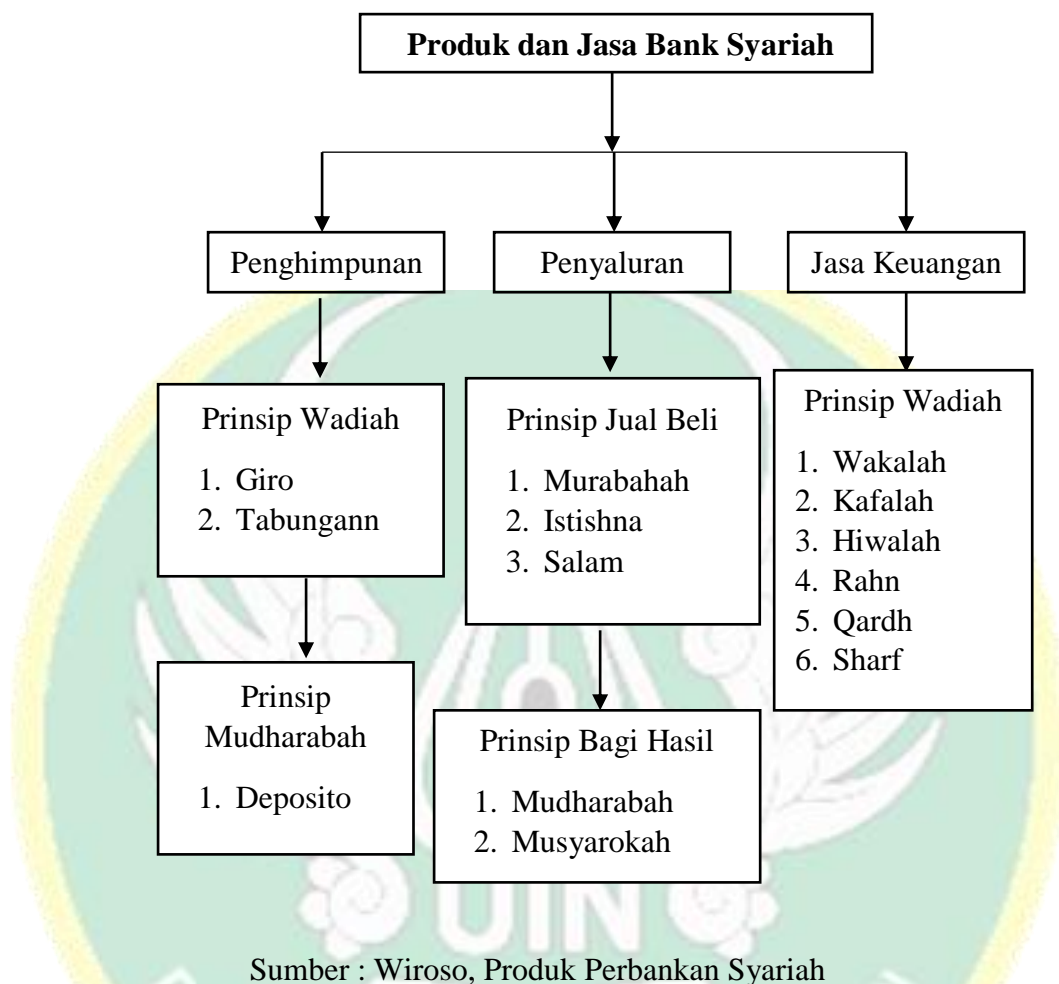 Produk dan Jasa Bank Syariah
Penghimpunan
Penyaluran
Jasa Keuangan
Prinsip Wadiah
1. Giro
2. Tabungann
Prinsip Mudharabah
1. Deposito
Prinsip Jual Beli
1. Murabahah
2. Istishna
3. Salam
Prinsip Bagi Hasil
1. Mudharabah
2. Musyarokah
Prinsip Wadiah
1. Wakalah
2. Kafalah
3. Hiwalah
4. Rahn
5. Qardh
6. Sharf
UIN
Sumber : Wiroso, Produk Perbankan Syariah